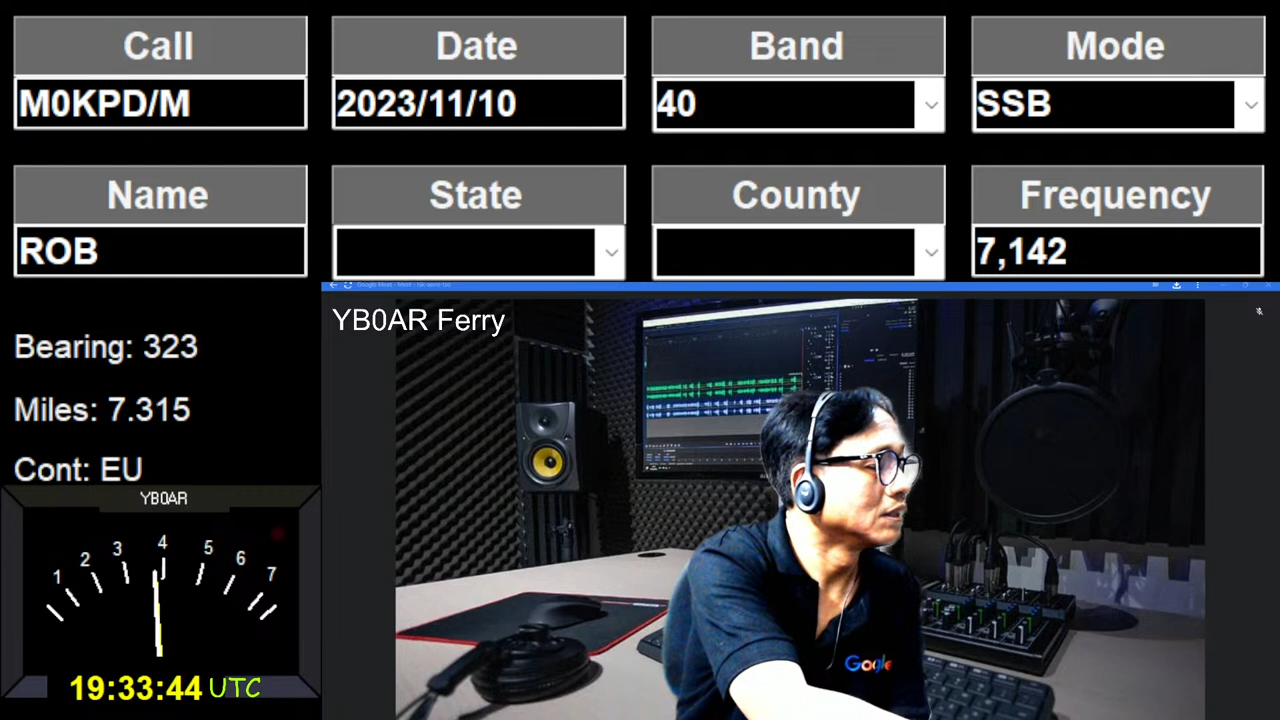 Call Date Band Mode
M0KPD/M 2023/11/10 40 SSB
Name State County Frequency
ROB 7,142
YB0AR Ferry
Bearing: 323
Miles: 7.315
Cont: EU
YB0AR
1 2 3 4 5 6 7
19:33:44 UTC
Google